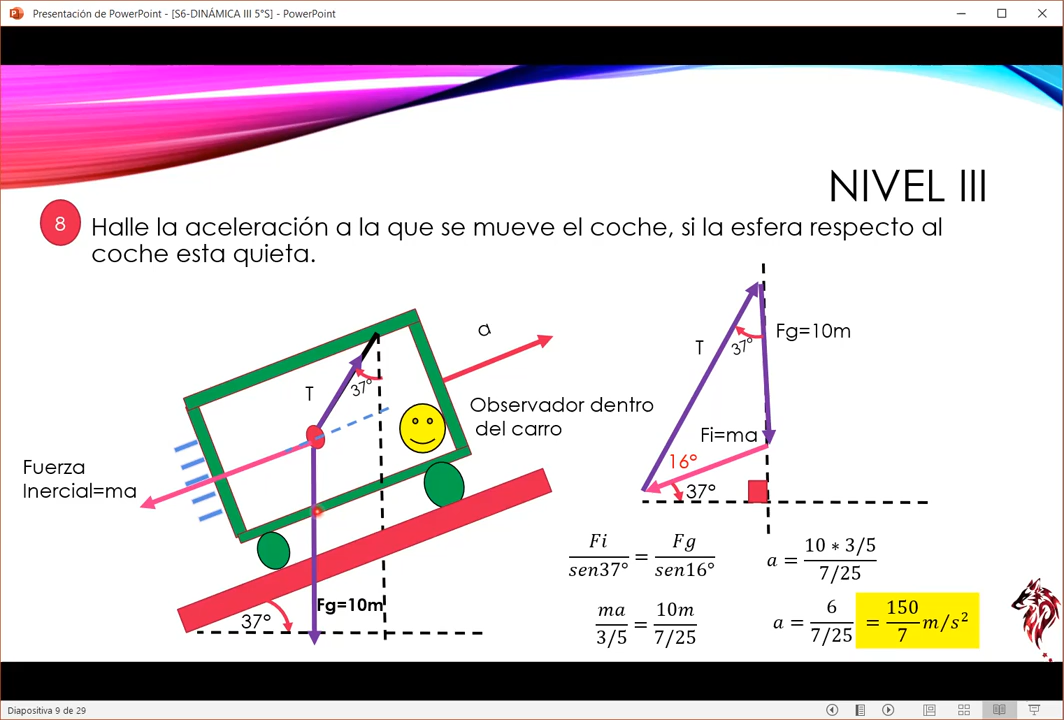 Presentación de PowerPoint - [S6-DINÁMICA III 5°S] - PowerPoint
NIVEL III
8
Halle la aceleración a la que se mueve el coche, si la esfera respecto al
coche esta quieta.
a
T
37°
Observador dentro
del carro
Fuerza
Inercial=ma
Fg=10m
37°
T
37°
Fg=10m
Fi=ma
16°
37°
Fi/sen37° = Fg/sen16°
ma/3/5 = 10m/7/25
a = 10 * 3/5 / 7/25
a = 6 / 7/25 = 150/7 m/s²
Diapositiva 9 de 29